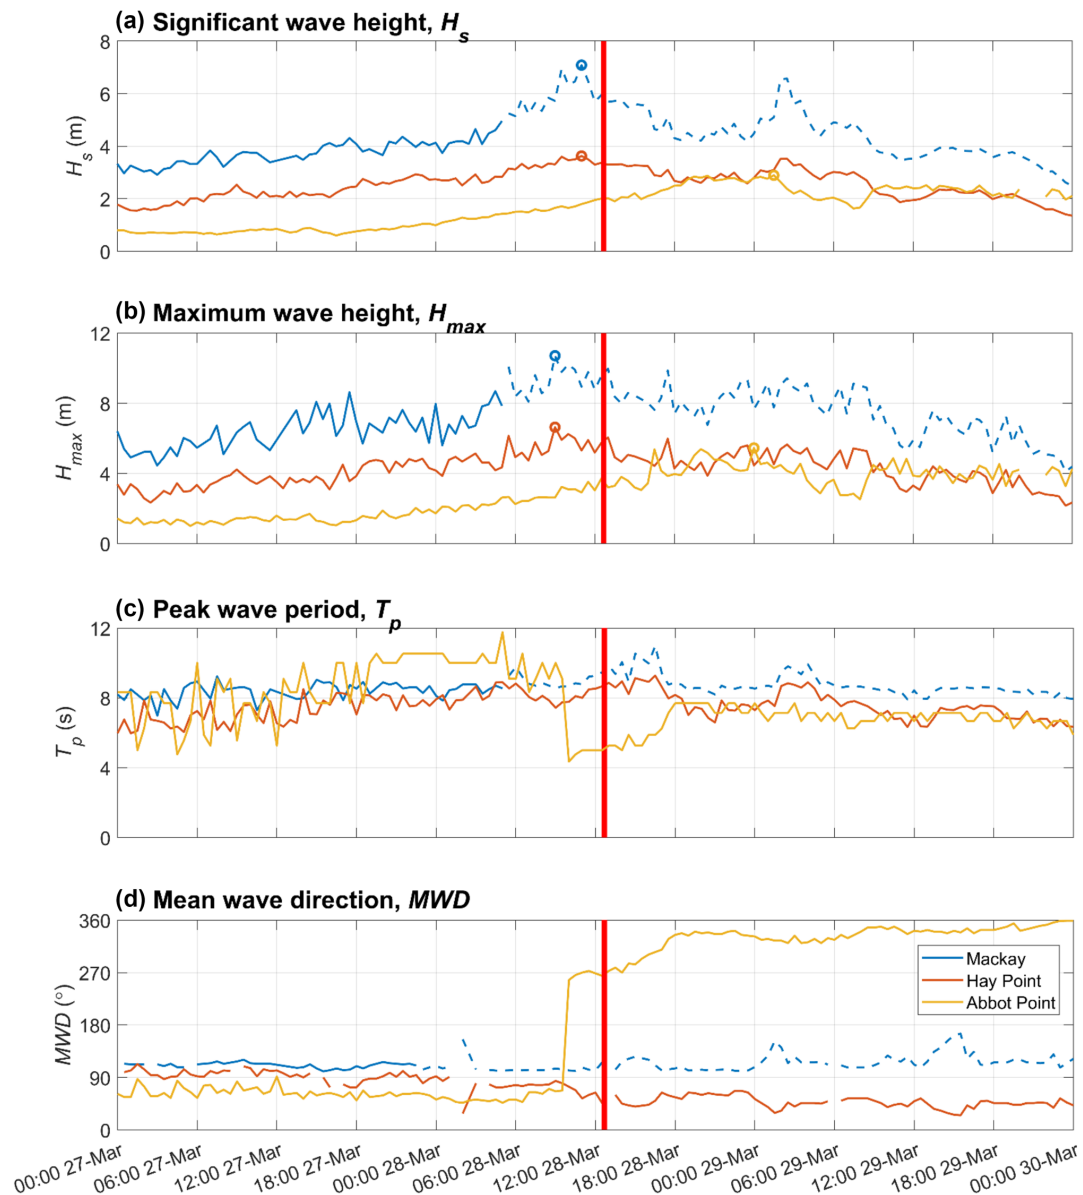 (a) Significant wave height, Hs
8
6
4
2
0
Hs (m)
(b) Maximum wave height, Hmax
12
8
4
0
Hmax (m)
(c) Peak wave period, Tp
12
8
4
0
Tp (s)
(d) Mean wave direction, MWD
360
270
180
90
0
MWD (°)
Mackay
Hay Point
Abbot Point
00:00 27-Mar
06:00 27-Mar
12:00 27-Mar
18:00 27-Mar
00:00 28-Mar
06:00 28-Mar
12:00 28-Mar
18:00 28-Mar
00:00 29-Mar
06:00 29-Mar
12:00 29-Mar
18:00 29-Mar
00:00 30-Mar